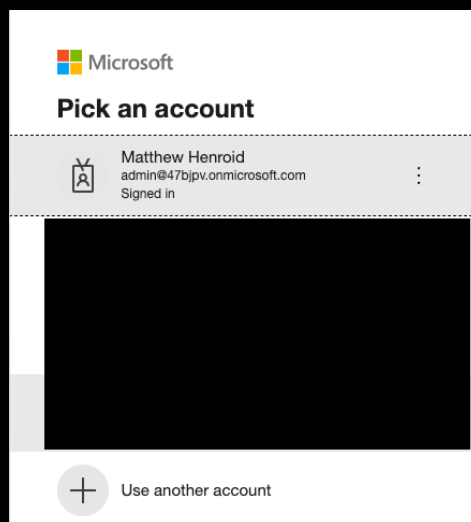 Microsoft
Pick an account
Matthew Henroid
admin@47bjpv.onmicrosoft.com
Signed in
Use another account